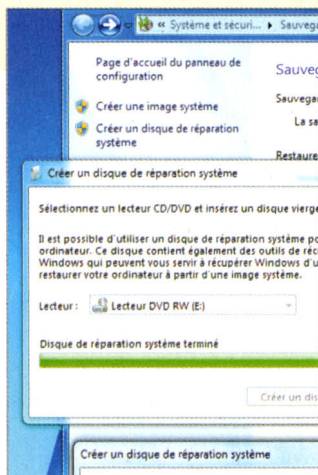 « Système et sécuri... ▸ Sauvega
Page d'accueil du panneau de
configuration
Sauveg
Créer une image système
Sauvegar
La sa
Créer un disque de réparation
système
Restaure
Créer un disque de réparation système
Sélectionnez un lecteur CD/DVD et insérez un disque vierge
Il est possible d'utiliser un disque de réparation système po
ordinateur. Ce disque contient également des outils de récu
Windows qui peuvent vous servir à récupérer Windows d'u
restaurer votre ordinateur à partir d'une image système.
Lecteur : Lecteur DVD RW (E:)
Disque de réparation système terminé
Créer un dis
Créer un disque de réparation système